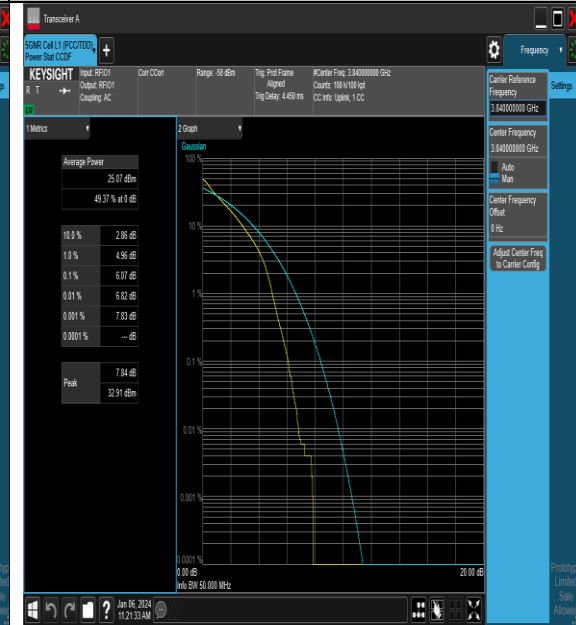 Transceiver A
5GNR Cell L1 (PCC/TDD)
Power Stat CCDF
Frequency
KEYSIGHT
R T
Input: RFIO1
Output: RFIO1
Coupling: AC
Corr CCorr
Range: -50 dBm
Trig: Prot Frame
Aligned
Trig Delay: 4.450 ms
#Center Freq: 3.840000000 GHz
Counts: 100 k/100 kpt
CC Info: Uplink, 1 CC
Carrier Reference
Frequency
3.840000000 GHz
Settings
Center Frequency
3.840000000 GHz
Auto
Man
Center Frequency
Offset
0 Hz
Adjust Center Freq
to Carrier Config
1 Metrics
Average Power
25.07 dBm
49.37 % at 0 dB
10.0 % 2.86 dB
1.0 % 4.96 dB
0.1 % 6.07 dB
0.01 % 6.82 dB
0.001 % 7.83 dB
0.0001 % --- dB
Peak
7.84 dB
32.91 dBm
2 Graph
Gaussian
100 %
10 %
1 %
0.1 %
0.01 %
0.001 %
0.0001 %
0.00 dB
20.00 dB
Info BW 50.000 MHz
Jan 06, 2024
11:21:33 AM
Prototyp
Limited
Sale
Allowe